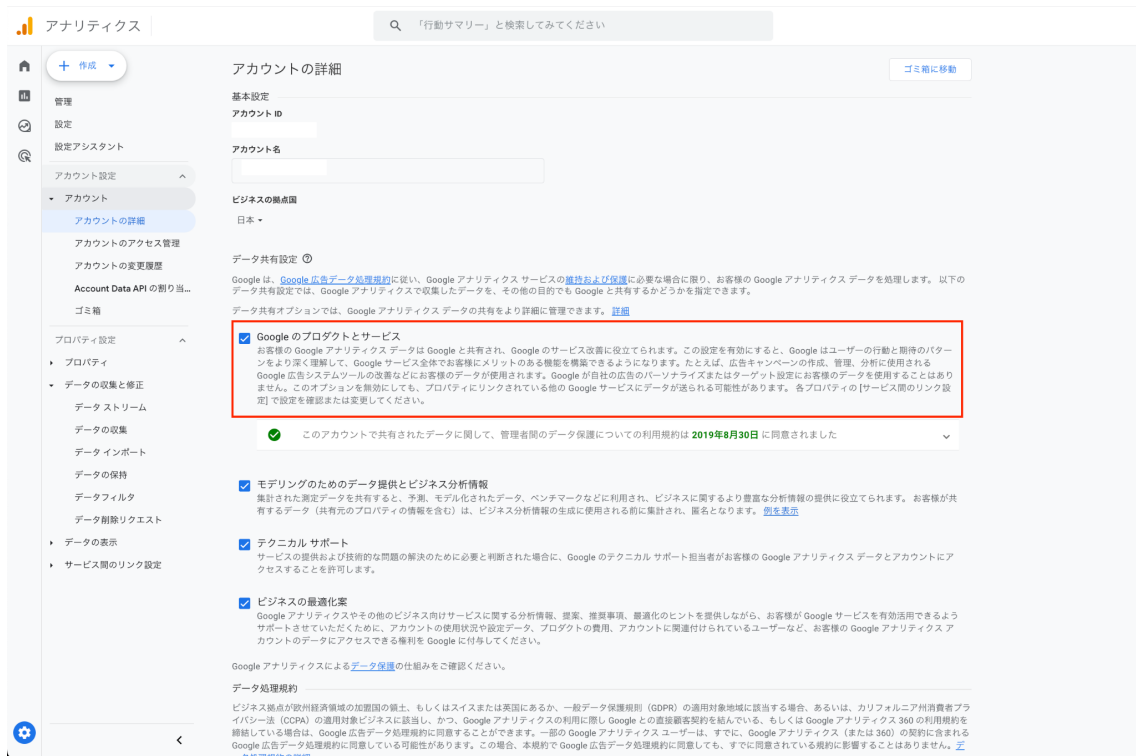 アナリティクス
「行動サマリー」と検索してみてください
作成
管理
設定
設定アシスタント
アカウント設定
アカウント
アカウントの詳細
アカウントのアクセス管理
アカウントの変更履歴
Account Data API の割り当...
ゴミ箱
プロパティ設定
プロパティ
データの収集と修正
データ ストリーム
データの収集
データ インポート
データの保持
データフィルタ
データ削除リクエスト
データの表示
サービス間のリンク設定
アカウントの詳細
ゴミ箱に移動
基本設定
アカウント ID
アカウント名
ビジネスの拠点国
日本
データ共有設定
Google は、Google 広告データ処理規約に従い、Google アナリティクス サービスの維持および保護に必要な場合に限り、お客様の Google アナリティクス データを処理します。 以下の
データ共有設定では、Google アナリティクスで収集したデータを、その他の目的でも Google と共有するかどうかを指定できます。
データ共有オプションでは、Google アナリティクス データの共有をより詳細に管理できます。 詳細
Google のプロダクトとサービス
お客様の Google アナリティクス データは Google と共有され、Google のサービス改善に役立てられます。この設定を有効にすると、Google はユーザーの行動と期待のパター
ンをより深く理解して、Google サービス全体でお客様にメリットのある機能を構築できるようになります。たとえば、広告キャンペーンの作成、管理、分析に使用される
Google 広告システムツールの改善などにお客様のデータが使用されます。Google が自社の広告のパーソナライズまたはターゲット設定にお客様のデータを使用することはあり
ません。このオプションを無効にしても、プロパティにリンクされている他の Google サービスにデータが送られる可能性があります。 各プロパティの [サービス間のリンク設
定] で設定を確認または変更してください。
このアカウントで共有されたデータに関して、管理者間のデータ保護についての利用規約は 2019年8月30日 に同意されました
モデリングのためのデータ提供とビジネス分析情報
集計された測定データを共有すると、予測、モデル化されたデータ、ベンチマークなどに利用され、ビジネスに関するより豊富な分析情報の提供に役立てられます。 お客様が共
有するデータ（共有元のプロパティの情報を含む）は、ビジネス分析情報の生成に使用される前に集計され、匿名となります。 例を表示
テクニカル サポート
サービスの提供および技術的な問題の解決のために必要と判断された場合に、Google のテクニカル サポート担当者がお客様の Google アナリティクス データとアカウントにア
クセスすることを許可します。
ビジネスの最適化案
Google アナリティクスやその他のビジネス向けサービスに関する分析情報、提案、推奨事項、最適化のヒントを提供しながら、お客様が Google サービスを有効活用できるよう
サポートさせていただくために、アカウントの使用状況や設定データ、プロダクトの費用、アカウントに関連付けられているユーザーなど、お客様の Google アナリティクス ア
カウントのデータにアクセスできる権利を Google に付与してください。
Google アナリティクスによるデータ保護の仕組みをご確認ください。
データ処理規約
ビジネス拠点が欧州経済領域の加盟国の領土、もしくはスイスまたは英国にあるか、一般データ保護規則（GDPR）の適用対象地域に該当する場合、あるいは、カリフォルニア州消費者プラ
イバシー法（CCPA）の適用対象ビジネスに該当し、かつ、Google アナリティクスの利用に際し Google との直接顧客契約を結んでいる、もしくは Google アナリティクス 360 の利用規約を
締結している場合は、Google 広告データ処理規約に同意することができます。一部の Google アナリティクス ユーザーは、すでに、Google アナリティクス（または 360）の契約に含まれる
Google 広告データ処理規約に同意している可能性があります。この場合、本規約で Google 広告データ処理規約に同意しても、すでに同意されている規約に影響することはありません。デ